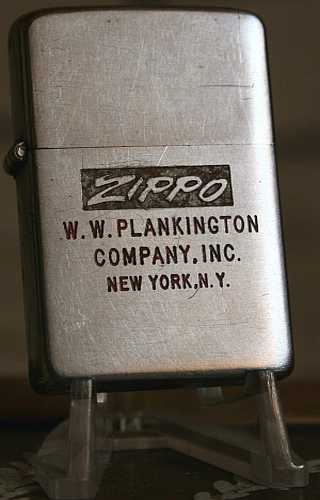 ZIPPO
W.W.PLANKINGTON
COMPANY, INC.
NEW YORK, N.Y.